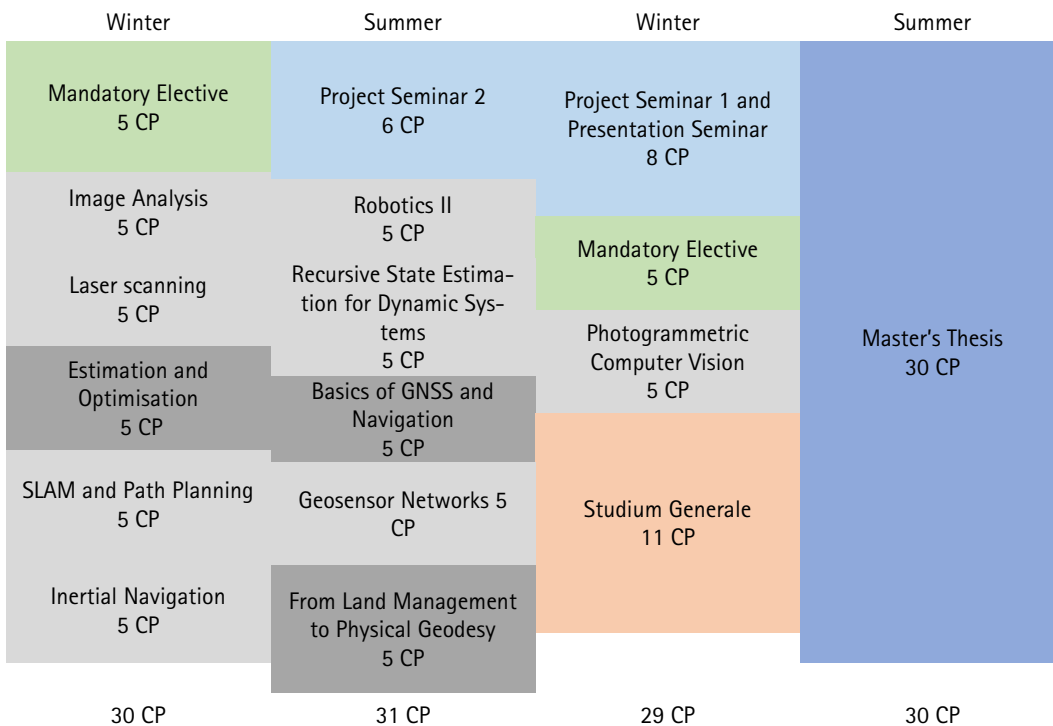 Winter
Summer
Winter
Summer
Mandatory Elective
5 CP
Image Analysis
5 CP
Laser scanning
5 CP
Estimation and
Optimisation
5 CP
SLAM and Path Planning
5 CP
Inertial Navigation
5 CP
30 CP
Project Seminar 2
6 CP
Robotics II
5 CP
Recursive State Estima-
tion for Dynamic Sys-
tems
5 CP
Basics of GNSS and
Navigation
5 CP
Geosensor Networks 5
CP
From Land Management
to Physical Geodesy
5 CP
31 CP
Project Seminar 1 and
Presentation Seminar
8 CP
Mandatory Elective
5 CP
Photogrammetric
Computer Vision
5 CP
Studium Generale
11 CP
29 CP
Master's Thesis
30 CP
30 CP